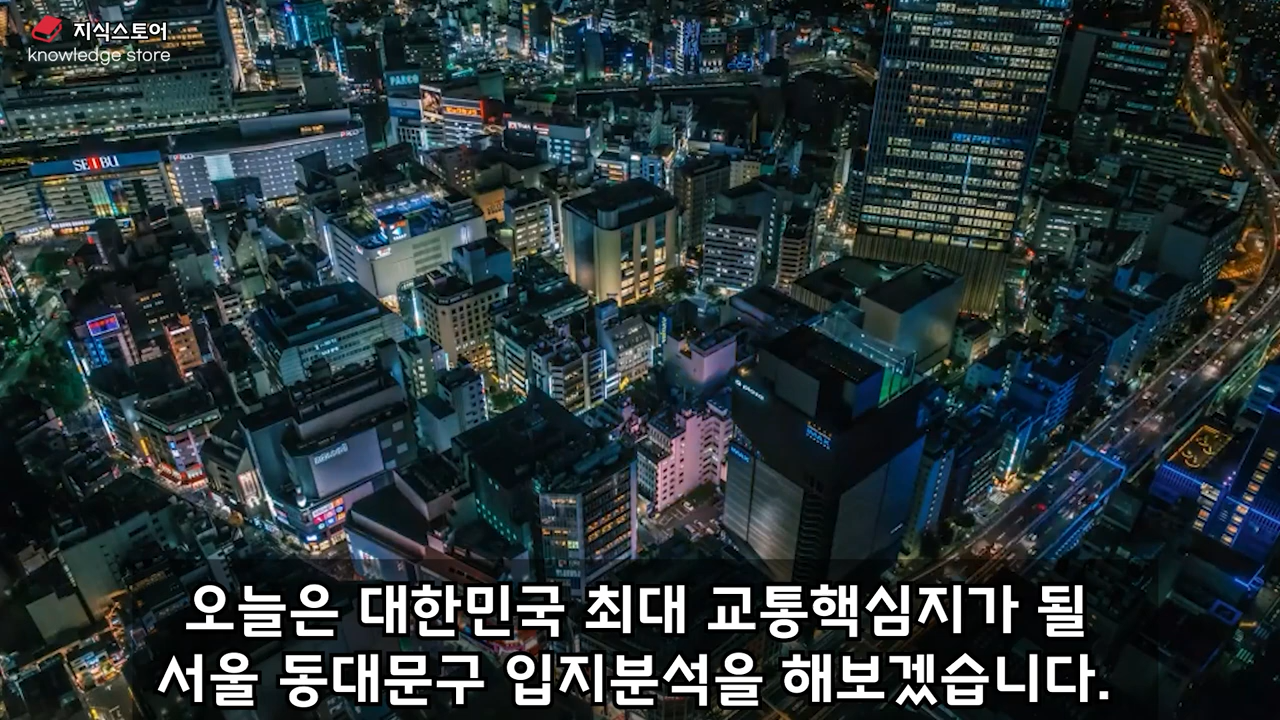 지식스토어
knowledge store
PARCO
SEIBU
IMAX
오늘은 대한민국 최대 교통핵심지가 될
서울 동대문구 입지분석을 해보겠습니다.